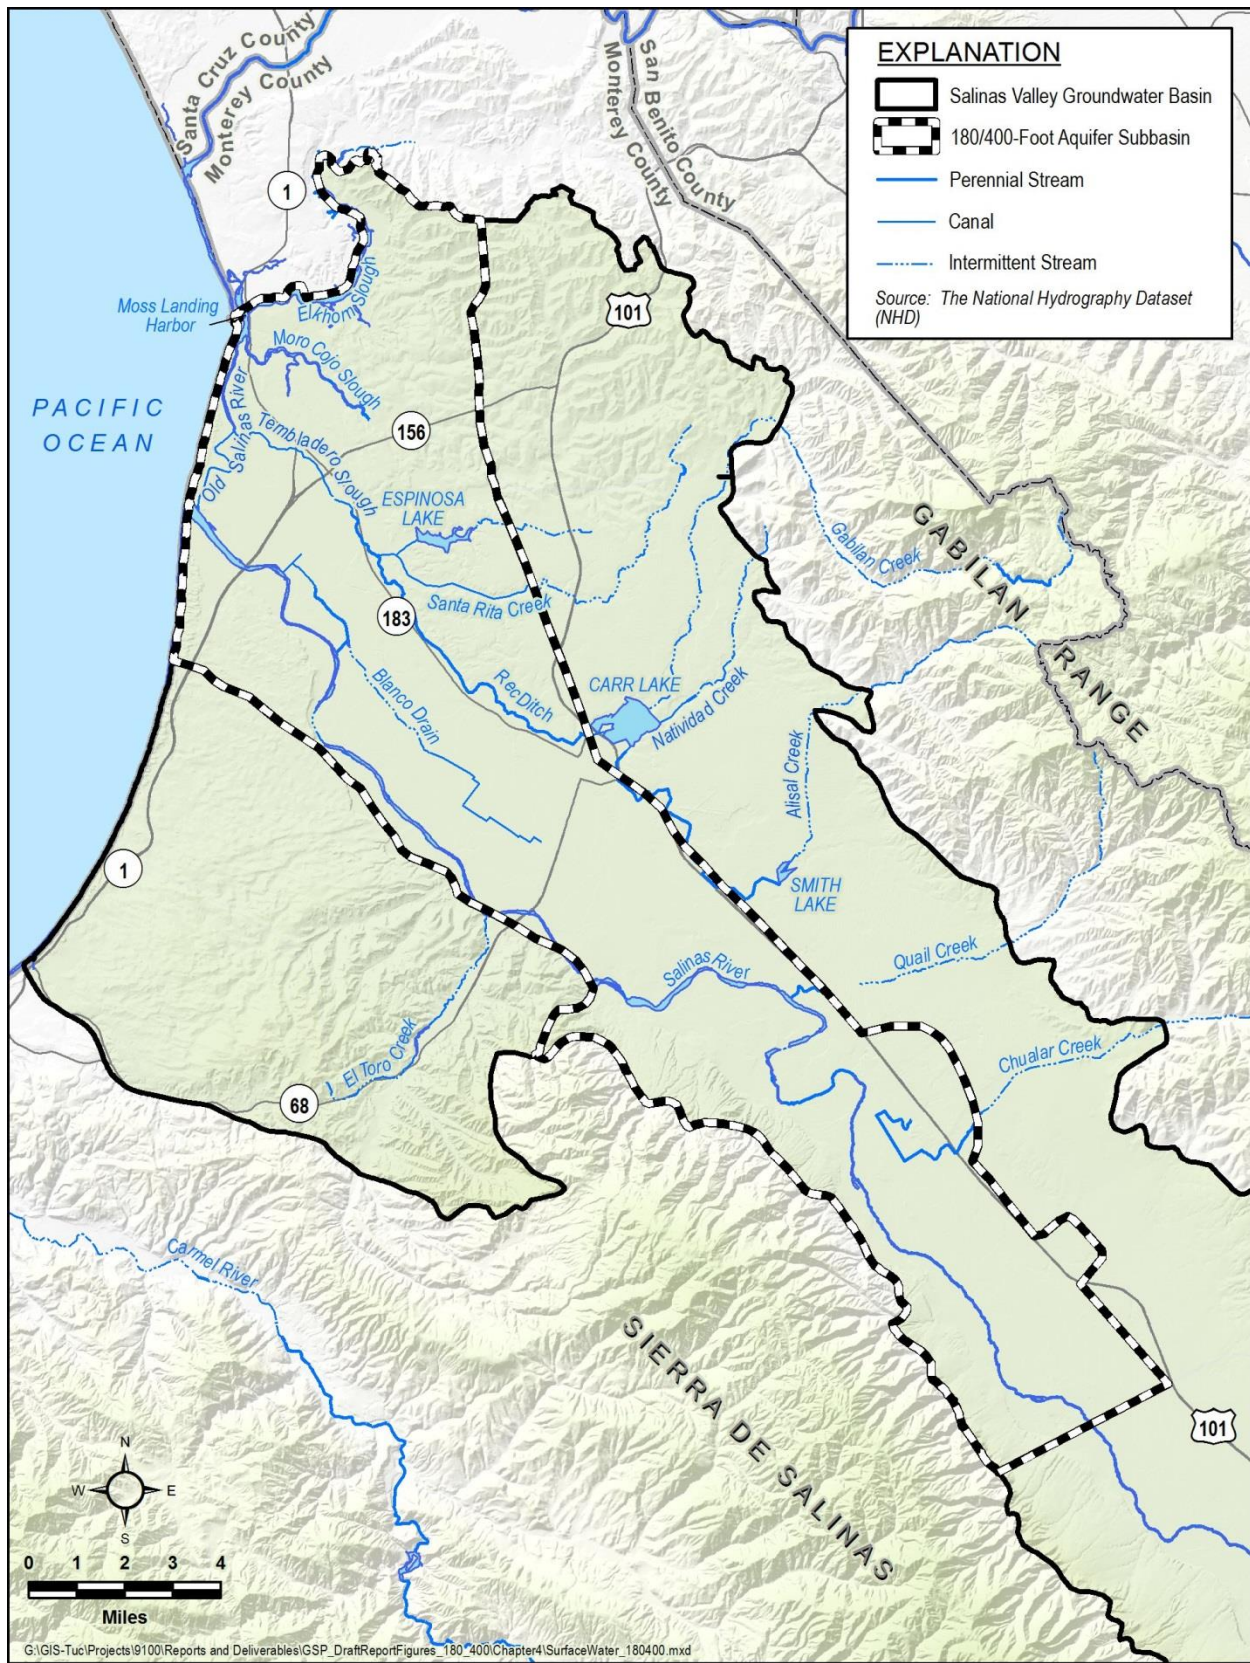 Santa Cruz County
Monterey County
San Benito County
Monterey County
EXPLANATION
Salinas Valley Groundwater Basin
180/400-Foot Aquifer Subbasin
Perennial Stream
Canal
Intermittent Stream
Source: The National Hydrography Dataset
(NHD)
1
Moss Landing
Harbor
Elkhorn Slough
101
Moro Cojo Slough
PACIFIC
OCEAN
Old Salinas River
Tembladero Slough
156
ESPINOSA
LAKE
Gabilan Creek
GABILAN
RANGE
Santa Rita Creek
183
Blanco Drain
Rec Ditch
CARR LAKE
Natividad Creek
Alisal Creek
1
SMITH
LAKE
Salinas River
Quail Creek
El Toro Creek
Chualar Creek
68
Carmel River
SIERRA DE SALINAS
101
N
W
E
S
0 1 2 3 4
Miles
G:\GIS-Tuc\Projects\9100\Reports and Deliverables\GSP_DraftReportFigures_180_400\Chapter4\SurfaceWater_180400.mxd